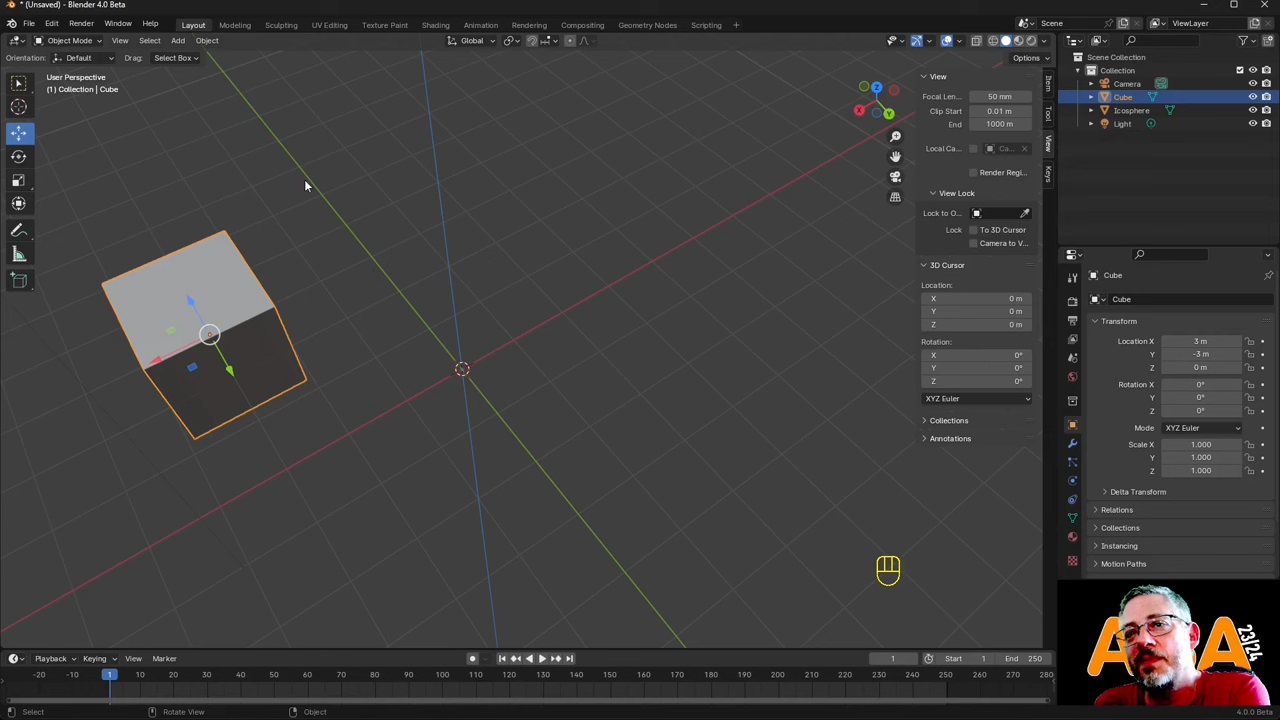 * (Unsaved) - Blender 4.0 Beta
File Edit Render Window Help Layout Modeling Sculpting UV Editing Texture Paint Shading Animation Rendering Compositing Geometry Nodes Scripting + Scene ViewLayer
Object Mode View Select Add Object Global
Orientation: Default Drag: Select Box Options
User Perspective
(1) Collection | Cube
Z
X
Y
View
Focal Len... 50 mm
Clip Start 0.01 m
End 1000 m
Local Ca... Ca...
Render Regi...
View Lock
Lock to O...
Lock To 3D Cursor
Camera to V...
3D Cursor
Location:
X 0 m
Y 0 m
Z 0 m
Rotation:
X 0°
Y 0°
Z 0°
XYZ Euler
Collections
Annotations
Item
Tool
View
Keys
Scene Collection
Collection
Camera
Cube
Icosphere
Light
Cube
Cube
Transform
Location X 3 m
Y -3 m
Z 0 m
Rotation X 0°
Y 0°
Z 0°
Mode XYZ Euler
Scale X 1.000
Y 1.000
Z 1.000
Delta Transform
Relations
Collections
Instancing
Motion Paths
23/24
Playback Keying View Marker 1 Start 1 End 250
-20 -10 1 10 20 30 40 50 60 70 80 90 100 110 120 130 140 150 160 170 180 190 200 210 220 230 240 250 260 270 280
Select Rotate View Object 4.0.0 Beta